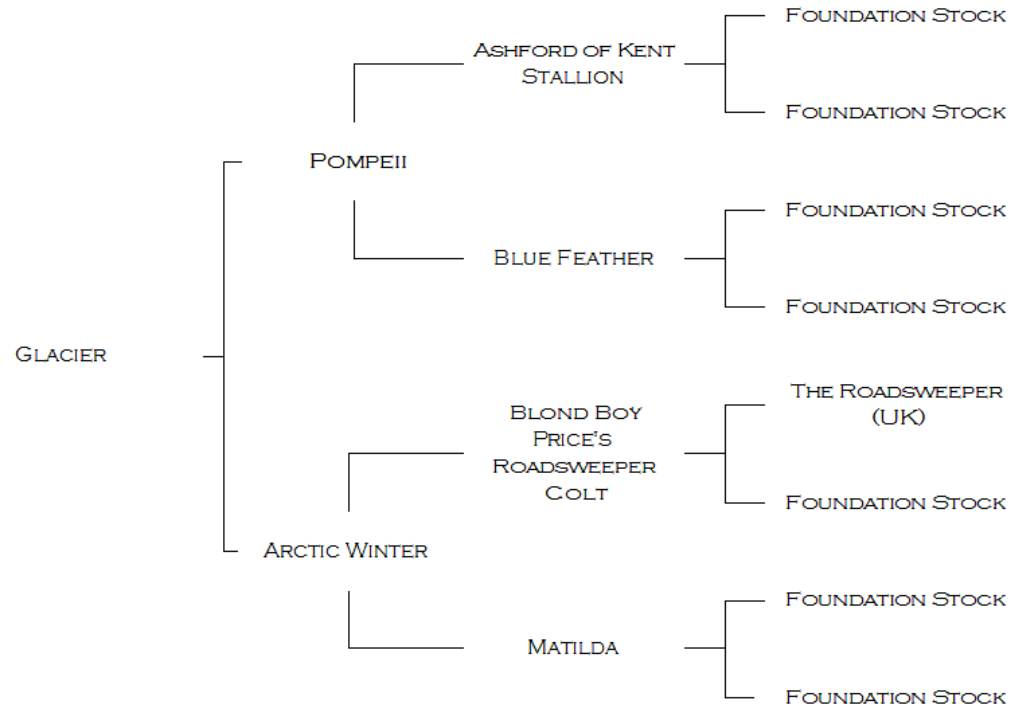 Foundation Stock
Ashford of Kent
Stallion
Foundation Stock
Pompeii
Foundation Stock
Blue Feather
Foundation Stock
Glacier
The Roadsweeper
(UK)
Blond Boy
Price's
Roadsweeper
Colt
Foundation Stock
Arctic Winter
Foundation Stock
Matilda
Foundation Stock